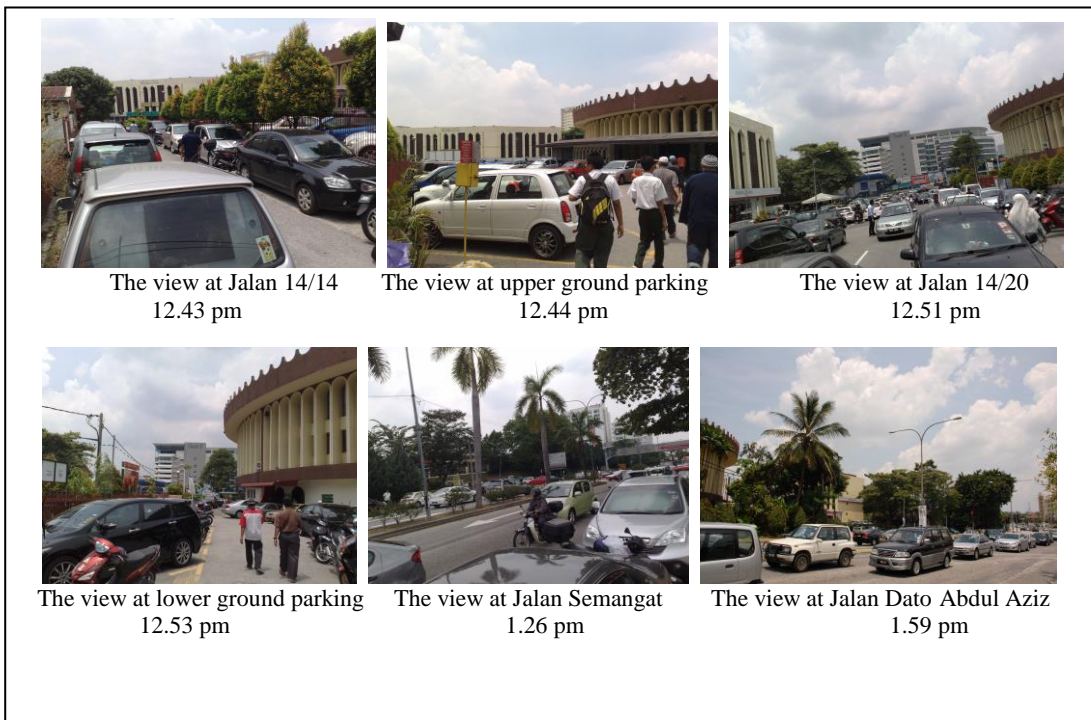 The view at Jalan 14/14
12.43 pm
The view at upper ground parking
12.44 pm
The view at Jalan 14/20
12.51 pm
The view at lower ground parking
12.53 pm
The view at Jalan Semangat
1.26 pm
The view at Jalan Dato Abdul Aziz
1.59 pm